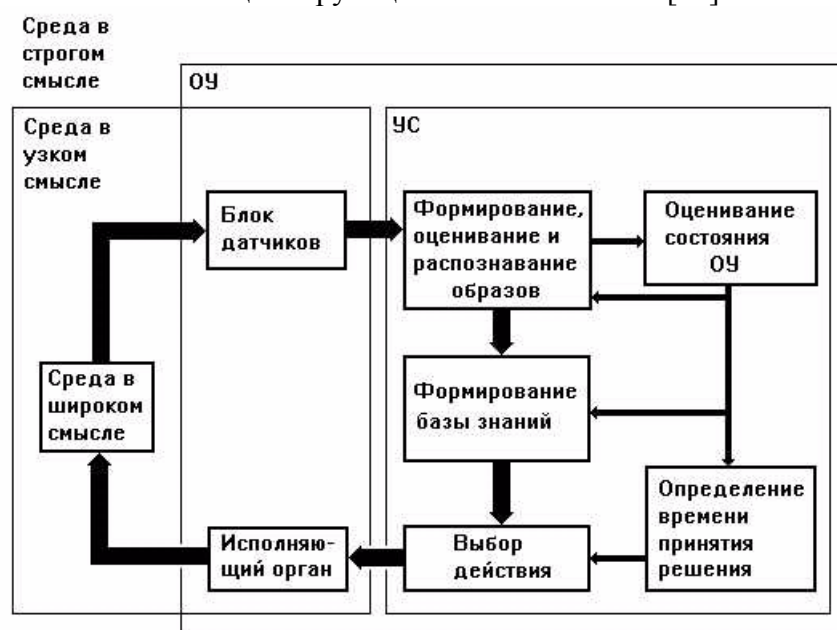 Среда в
строгом
смысле
ОУ
Среда в
узком
смысле
УС
Блок
датчиков
Формирование,
оценивание и
распознавание
образов
Оценивание
состояния
ОУ
Среда в
широком
смысле
Формирование
базы знаний
Определение
времени
принятия
решения
Исполняю-
щий орган
Выбор
действия